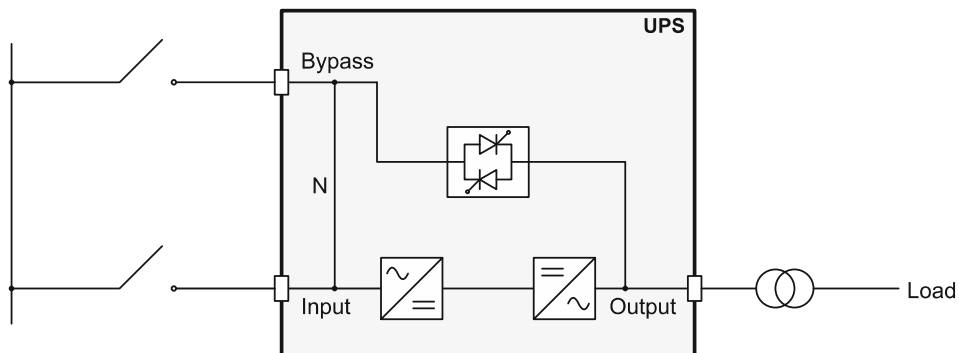 UPS
Bypass
N
Input
Output
Load